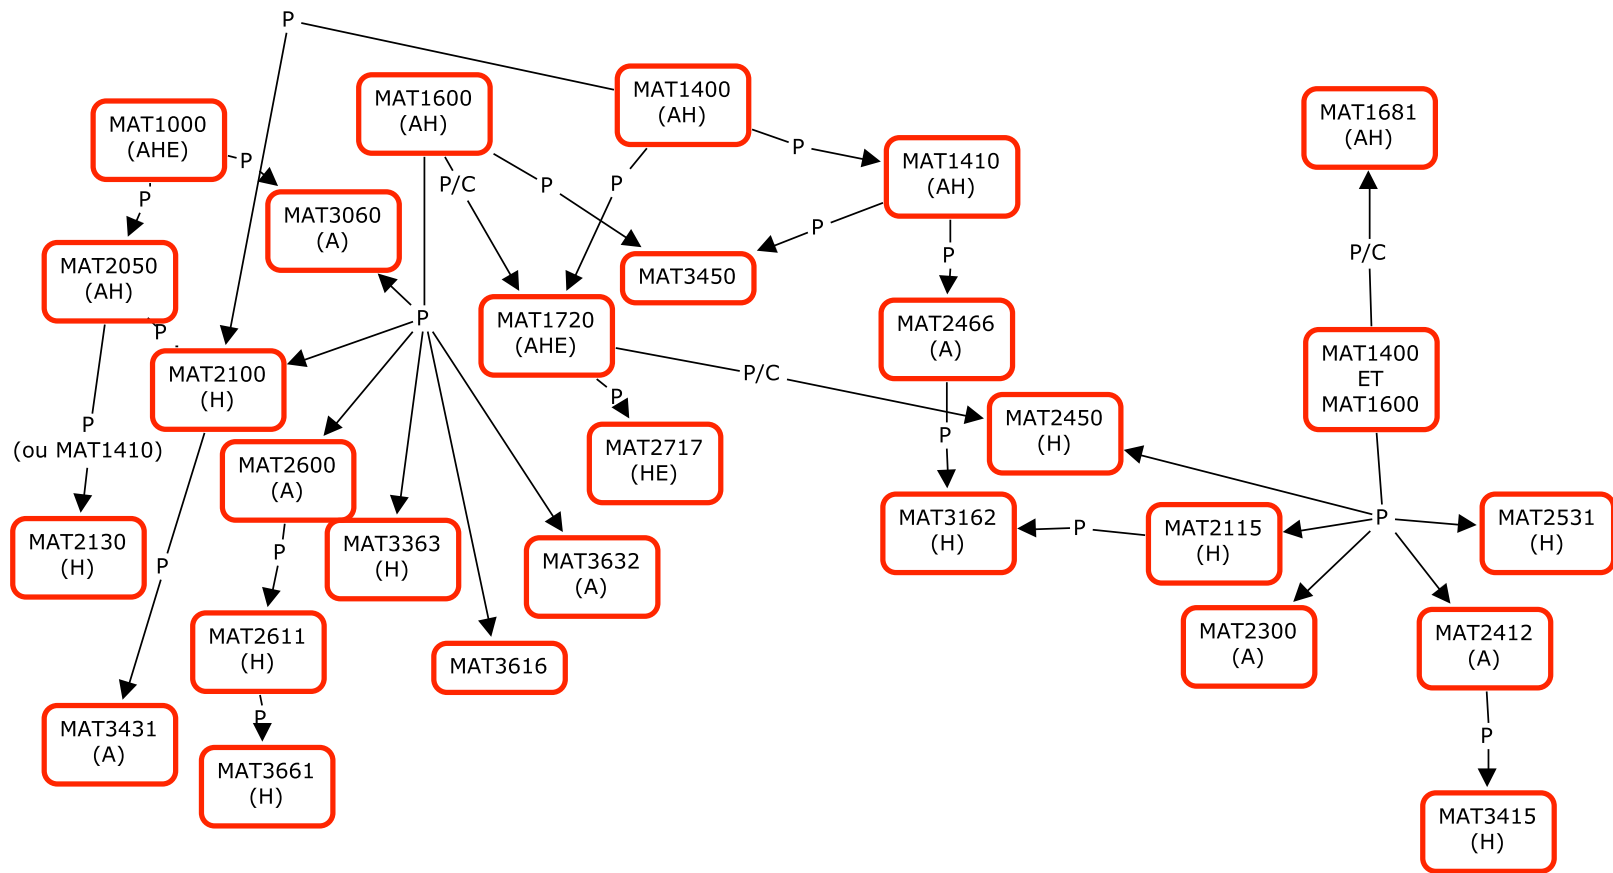 P
MAT1600
(AH)
MAT1400
(AH)
MAT1681
(AH)
MAT1000
(AHE)
P
P
MAT1410
(AH)
P
P/C
P
P
MAT3060
(A)
P
P
P
P/C
MAT2050
(AH)
MAT3450
P
P
MAT1720
(AHE)
MAT2466
(A)
MAT1400
ET
MAT1600
MAT2100
(H)
P/C
P
MAT2450
(H)
P
(ou MAT1410)
P
MAT2600
(A)
MAT2717
(HE)
MAT3162
(H)
P
MAT2115
(H)
P
MAT2531
(H)
MAT2130
(H)
P
MAT3363
(H)
MAT3632
(A)
P
MAT2611
(H)
MAT3616
MAT2300
(A)
MAT2412
(A)
MAT3431
(A)
P
P
MAT3661
(H)
MAT3415
(H)